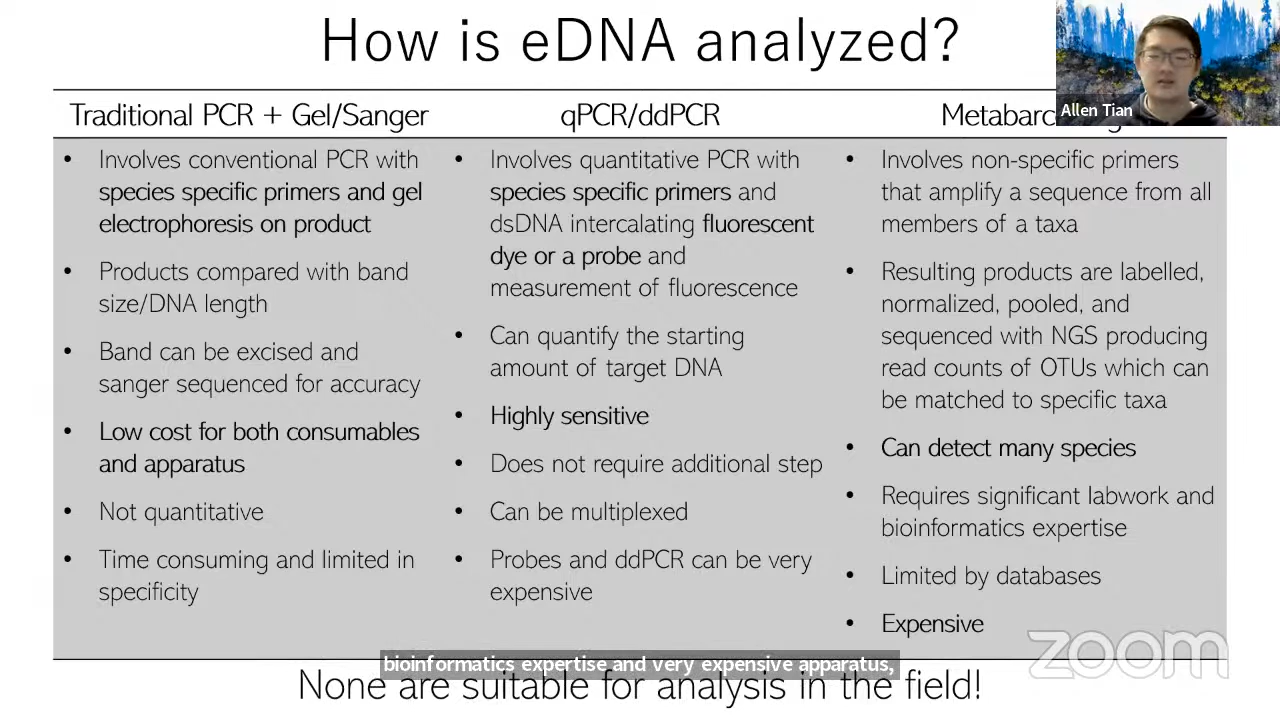 How is eDNA analyzed?
Allen Tian
Traditional PCR + Gel/Sanger
qPCR/ddPCR
• Involves conventional PCR with
species specific primers and gel
electrophoresis on product
• Products compared with band
size/DNA length
• Band can be excised and
sanger sequenced for accuracy
• Low cost for both consumables
and apparatus
• Not quantitative
• Time consuming and limited in
specificity
• Involves quantitative PCR with
species specific primers and
dsDNA intercalating fluorescent
dye or a probe and
measurement of fluorescence
• Can quantify the starting
amount of target DNA
• Highly sensitive
• Does not require additional step
• Can be multiplexed
• Probes and ddPCR can be very
expensive
• Involves non-specific primers
that amplify a sequence from all
members of a taxa
• Resulting products are labelled,
normalized, pooled, and
sequenced with NGS producing
read counts of OTUs which can
be matched to specific taxa
• Can detect many species
• Requires significant labwork and
bioinformatics expertise
• Limited by databases
• Expensive
zoom
bioinformatics expertise and very expensive apparatus,
None are suitable for analysis in the field!